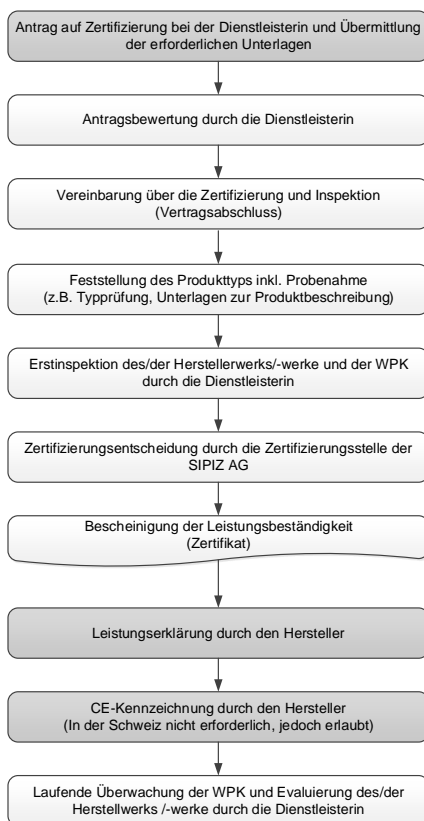 Antrag auf Zertifizierung bei der Dienstleisterin und Übermittlung
der erforderlichen Unterlagen
Antragsbewertung durch die Dienstleisterin
Vereinbarung über die Zertifizierung und Inspektion
(Vertragsabschluss)
Feststellung des Produkttyps inkl. Probenahme
(z.B. Typprüfung, Unterlagen zur Produktbeschreibung)
Erstinspektion des/der Herstellerwerks/-werke und der WPK
durch die Dienstleisterin
Zertifizierungsentscheidung durch die Zertifizierungsstelle der
SIPIZ AG
Bescheinigung der Leistungsbeständigkeit
(Zertifikat)
Leistungserklärung durch den Hersteller
CE-Kennzeichnung durch den Hersteller
(In der Schweiz nicht erforderlich, jedoch erlaubt)
Laufende Überwachung der WPK und Evaluierung des/der
Herstellwerks /-werke durch die Dienstleisterin